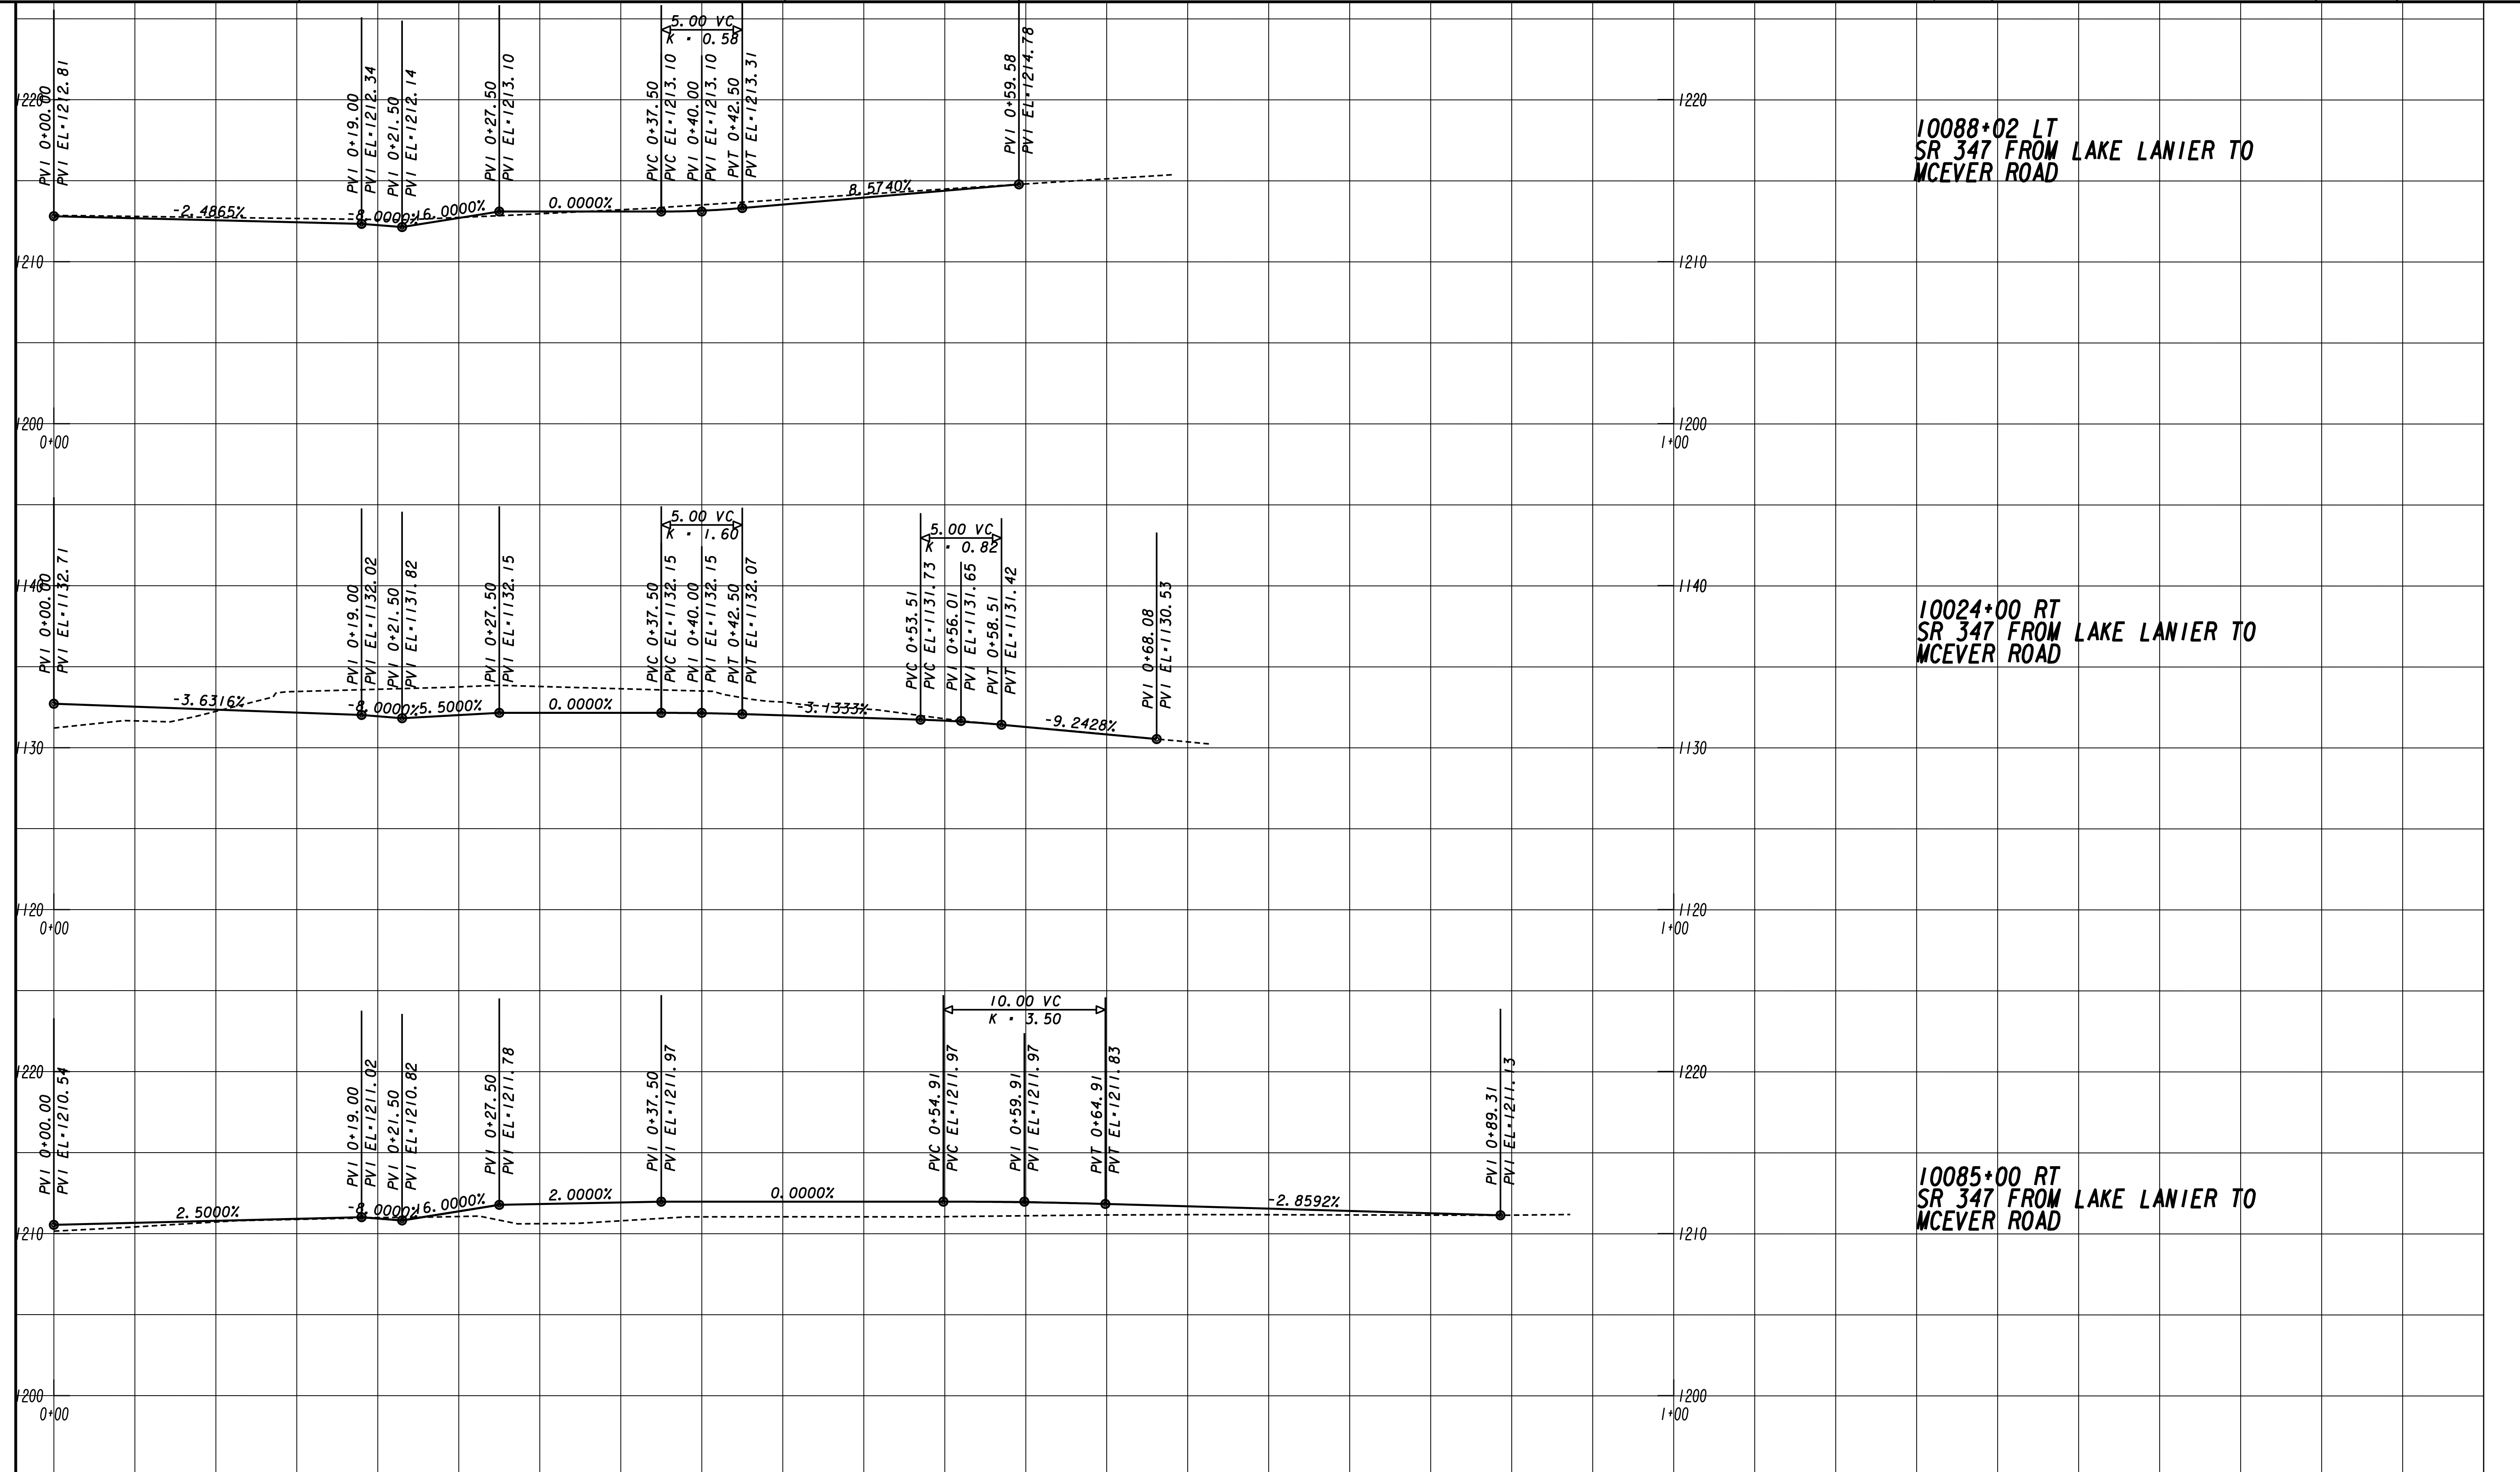 5.00 VC
K = 0.58
PVI 0+00.00
PVI EL=1212.81
PVI 0+19.00
PVI EL=1212.34
PVI 0+21.50
PVI EL=1212.14
PVI 0+27.50
PVI EL=1213.10
PVC 0+37.50
PVC EL=1213.10
PVI 0+40.00
PVI EL=1213.10
PVT 0+42.50
PVT EL=1213.31
PVI 0+59.58
PVI EL=1214.78
1220
1220
-2.4865%
-8.0000%
16.0000%
0.0000%
8.5740%
1210
1210
1200
1200
0+00
1+00
10088+02 LT
SR 347 FROM LAKE LANIER TO
MCEVER ROAD
5.00 VC
K = 1.60
5.00 VC
K = 0.82
PVI 0+00.00
PVI EL=1132.71
PVI 0+19.00
PVI EL=1132.02
PVI 0+21.50
PVI EL=1131.82
PVI 0+27.50
PVI EL=1132.15
PVC 0+37.50
PVC EL=1132.15
PVI 0+40.00
PVI EL=1132.15
PVT 0+42.50
PVT EL=1132.07
PVC 0+53.51
PVC EL=1131.73
PVI 0+56.01
PVI EL=1131.65
PVT 0+58.51
PVT EL=1131.42
PVI 0+68.08
PVI EL=1130.53
1140
1140
-3.6316%
-8.0000%
5.5000%
0.0000%
-3.1333%
-9.2428%
1130
1130
1120
1120
0+00
1+00
10024+00 RT
SR 347 FROM LAKE LANIER TO
MCEVER ROAD
10.00 VC
K = 3.50
PVI 0+00.00
PVI EL=1210.54
PVI 0+19.00
PVI EL=1211.02
PVI 0+21.50
PVI EL=1210.82
PVI 0+27.50
PVI EL=1211.78
PVI 0+37.50
PVI EL=1211.97
PVC 0+54.91
PVC EL=1211.97
PVI 0+59.91
PVI EL=1211.97
PVT 0+64.91
PVT EL=1211.83
PVI 0+89.31
PVI EL=1211.13
1220
1220
2.5000%
-8.0000%
16.0000%
2.0000%
0.0000%
-2.8592%
1210
1210
1200
1200
0+00
1+00
10085+00 RT
SR 347 FROM LAKE LANIER TO
MCEVER ROAD